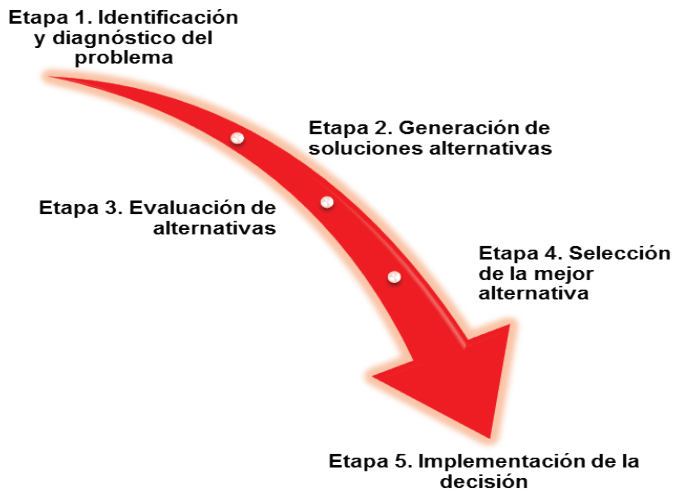 Etapa 1. Identificación
y diagnóstico del
problema
Etapa 2. Generación de
soluciones alternativas
Etapa 3. Evaluación de
alternativas
Etapa 4. Selección
de la mejor
alternativa
Etapa 5. Implementación de la
decisión